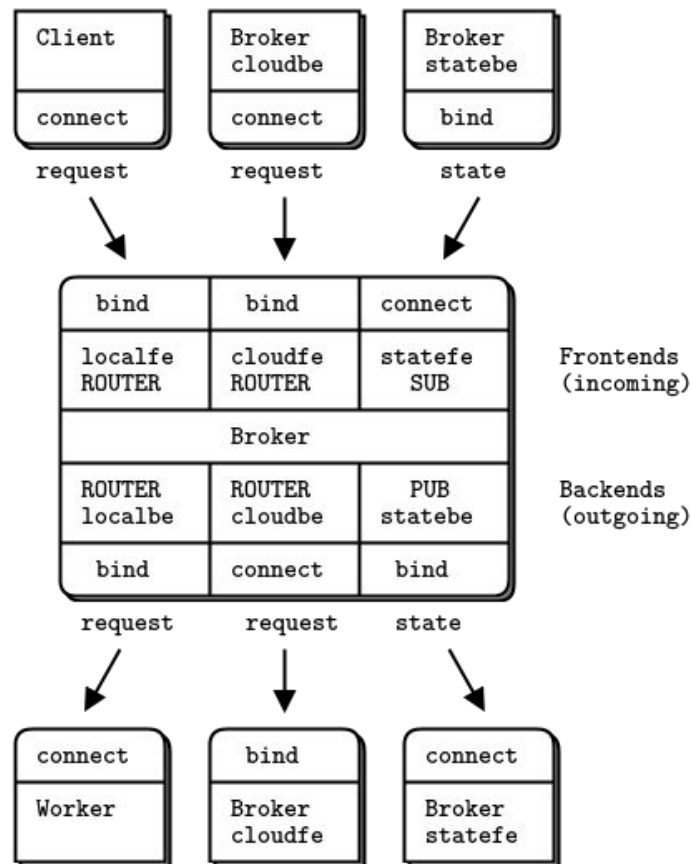 Client
Broker
cloudbe
Broker
statebe
connect
connect
bind
request
request
state
bind
bind
connect
localfe
ROUTER
cloudfe
ROUTER
statefe
SUB
Frontends
(incoming)
Broker
ROUTER
localbe
ROUTER
cloudbe
PUB
statebe
Backends
(outgoing)
bind
connect
bind
request
request
state
connect
bind
connect
Worker
Broker
cloudfe
Broker
statefe